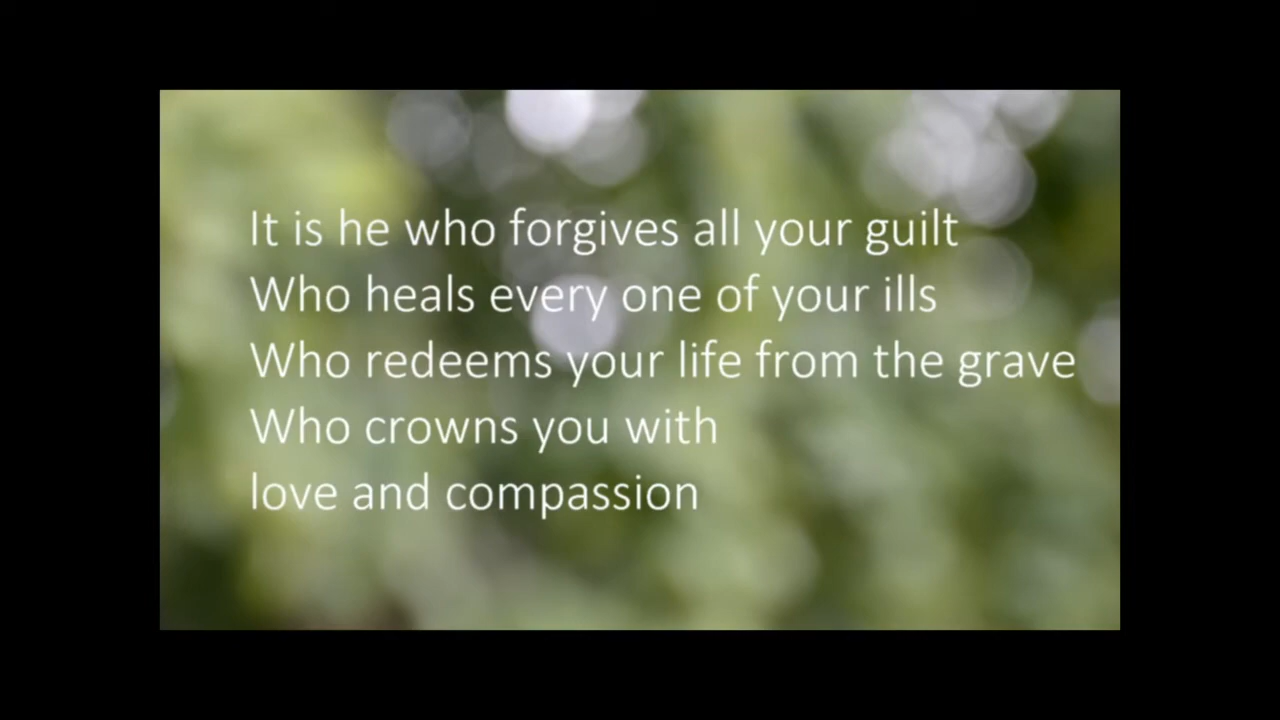 It is he who forgives all your guilt
Who heals every one of your ills
Who redeems your life from the grave
Who crowns you with
love and compassion